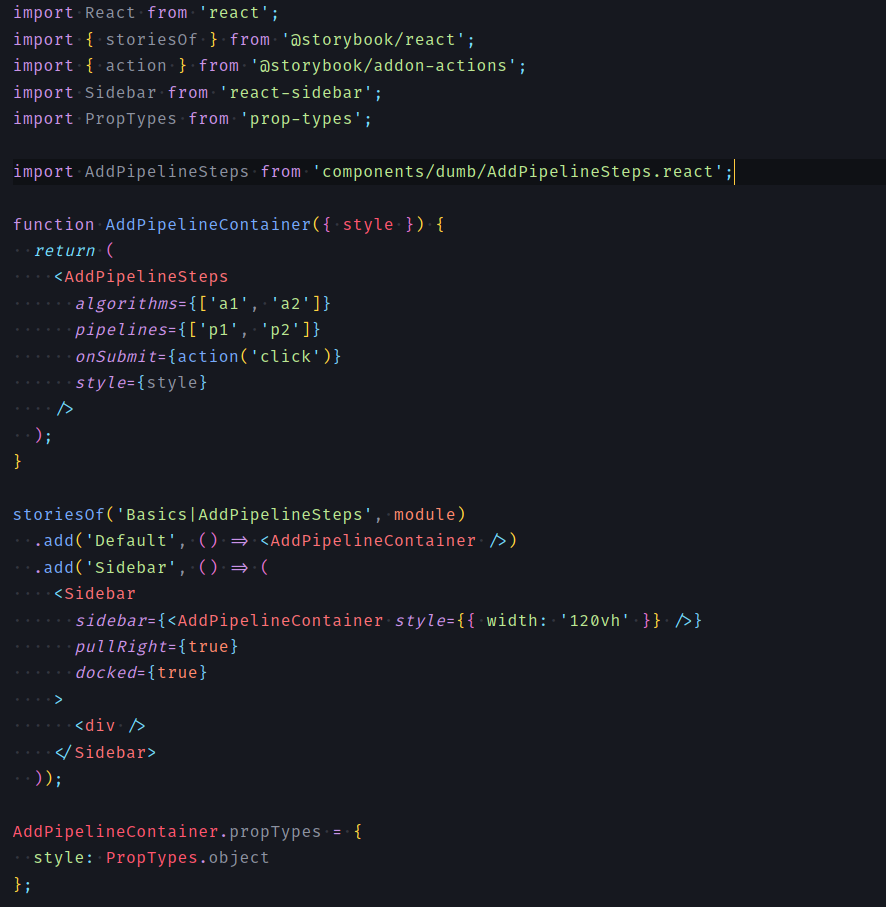 import React from 'react';
import { storiesOf } from '@storybook/react';
import { action } from '@storybook/addon-actions';
import Sidebar from 'react-sidebar';
import PropTypes from 'prop-types';

import AddPipelineSteps from 'components/dumb/AddPipelineSteps.react';

function AddPipelineContainer({ style }) {
  return (
    <AddPipelineSteps
      algorithms={['a1', 'a2']}
      pipelines={['p1', 'p2']}
      onSubmit={action('click')}
      style={style}
    />
  );
}

storiesOf('Basics|AddPipelineSteps', module)
  .add('Default', () => <AddPipelineContainer />)
  .add('Sidebar', () => (
    <Sidebar
      sidebar={<AddPipelineContainer style={{ width: '120vh' }} />}
      pullRight={true}
      docked={true}
    >
      <div />
    </Sidebar>
  ));

AddPipelineContainer.propTypes = {
  style: PropTypes.object
};